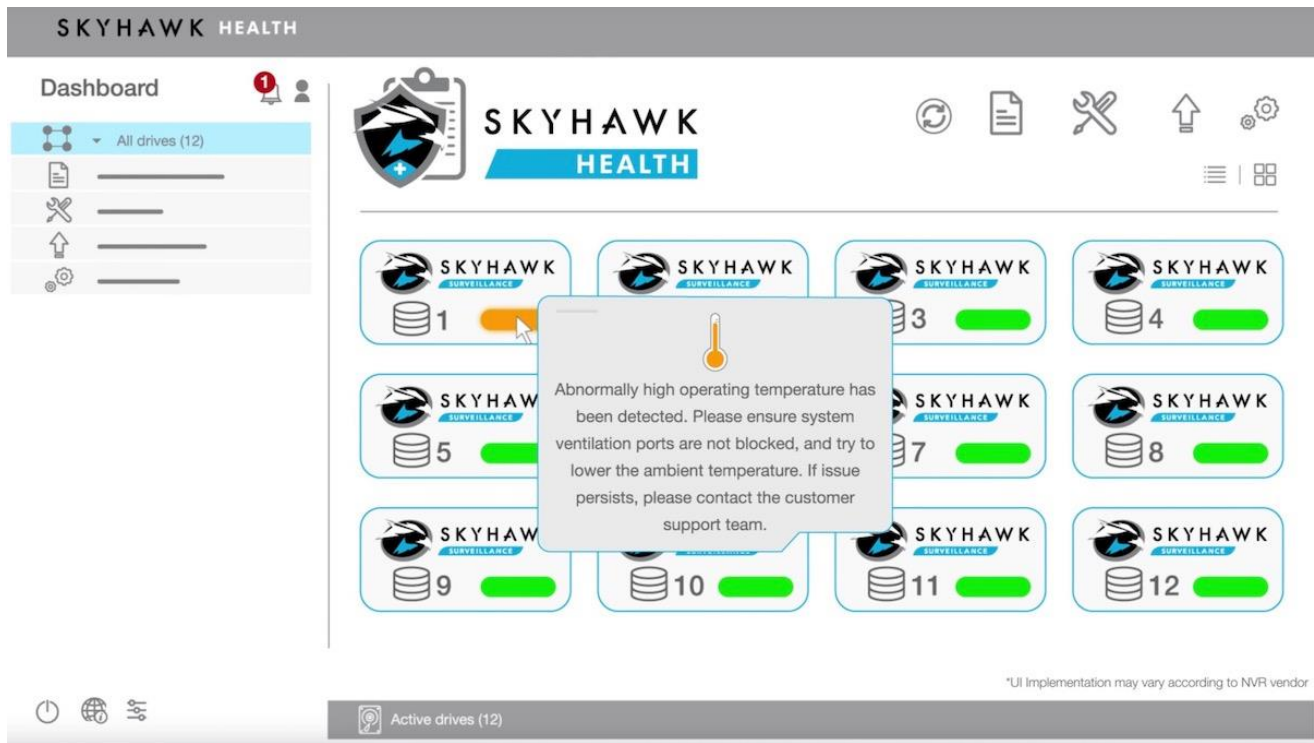 SKYHAWK HEALTH
Dashboard
1
All drives (12)
SKYHAWK
HEALTH
SKYHAWK
SURVEILLANCE
1
SKYHAWK
SURVEILLANCE
SKYHAWK
SURVEILLANCE
3
SKYHAWK
SURVEILLANCE
4
Abnormally high operating temperature has
been detected. Please ensure system
ventilation ports are not blocked, and try to
lower the ambient temperature. If issue
persists, please contact the customer
support team.
SKYHAW
SURVEILLANCE
5
SKYHAWK
SURVEILLANCE
7
SKYHAWK
SURVEILLANCE
8
SKYHAW
SURVEILLANCE
9
10
SKYHAWK
SURVEILLANCE
11
SKYHAWK
SURVEILLANCE
12
*UI Implementation may vary according to NVR vendor
Active drives (12)